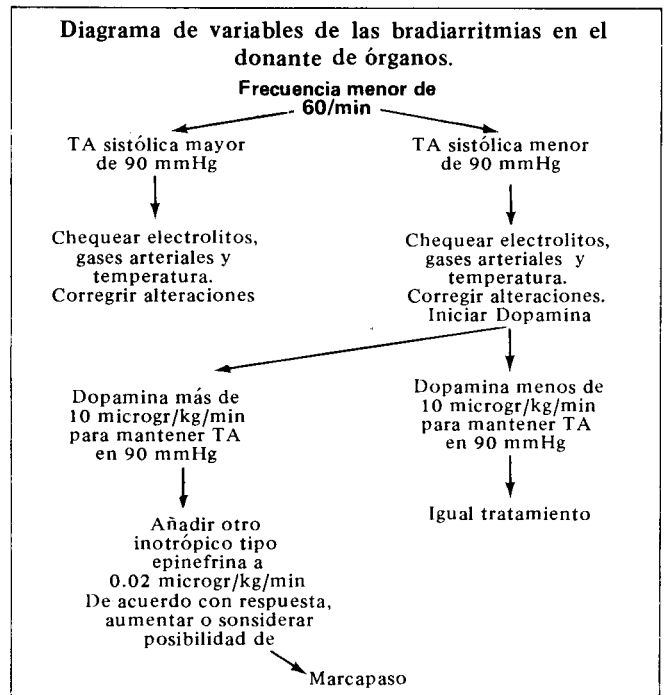 Diagrama de variables de las bradiarritmias en el
donante de órganos.
Frecuencia menor de
60/min
TA sistólica mayor
de 90 mmHg
TA sistólica menor
de 90 mmHg
Chequear electrolitos,
gases arteriales y
temperatura.
Corregrir alteraciones
Chequear electrolitos,
gases arteriales y
temperatura.
Corregir alteraciones.
Iniciar Dopamina
Dopamina más de
10 microgr/kg/min
para mantener TA
en 90 mmHg
Dopamina menos de
10 microgr/kg/min
para mantener TA
en 90 mmHg
Añadir otro
inotrópico tipo
epinefrina a
0.02 microgr/kg/min
De acuerdo con respuesta,
aumentar o sonsiderar
posibilidad de
Igual tratamiento
Marcapaso